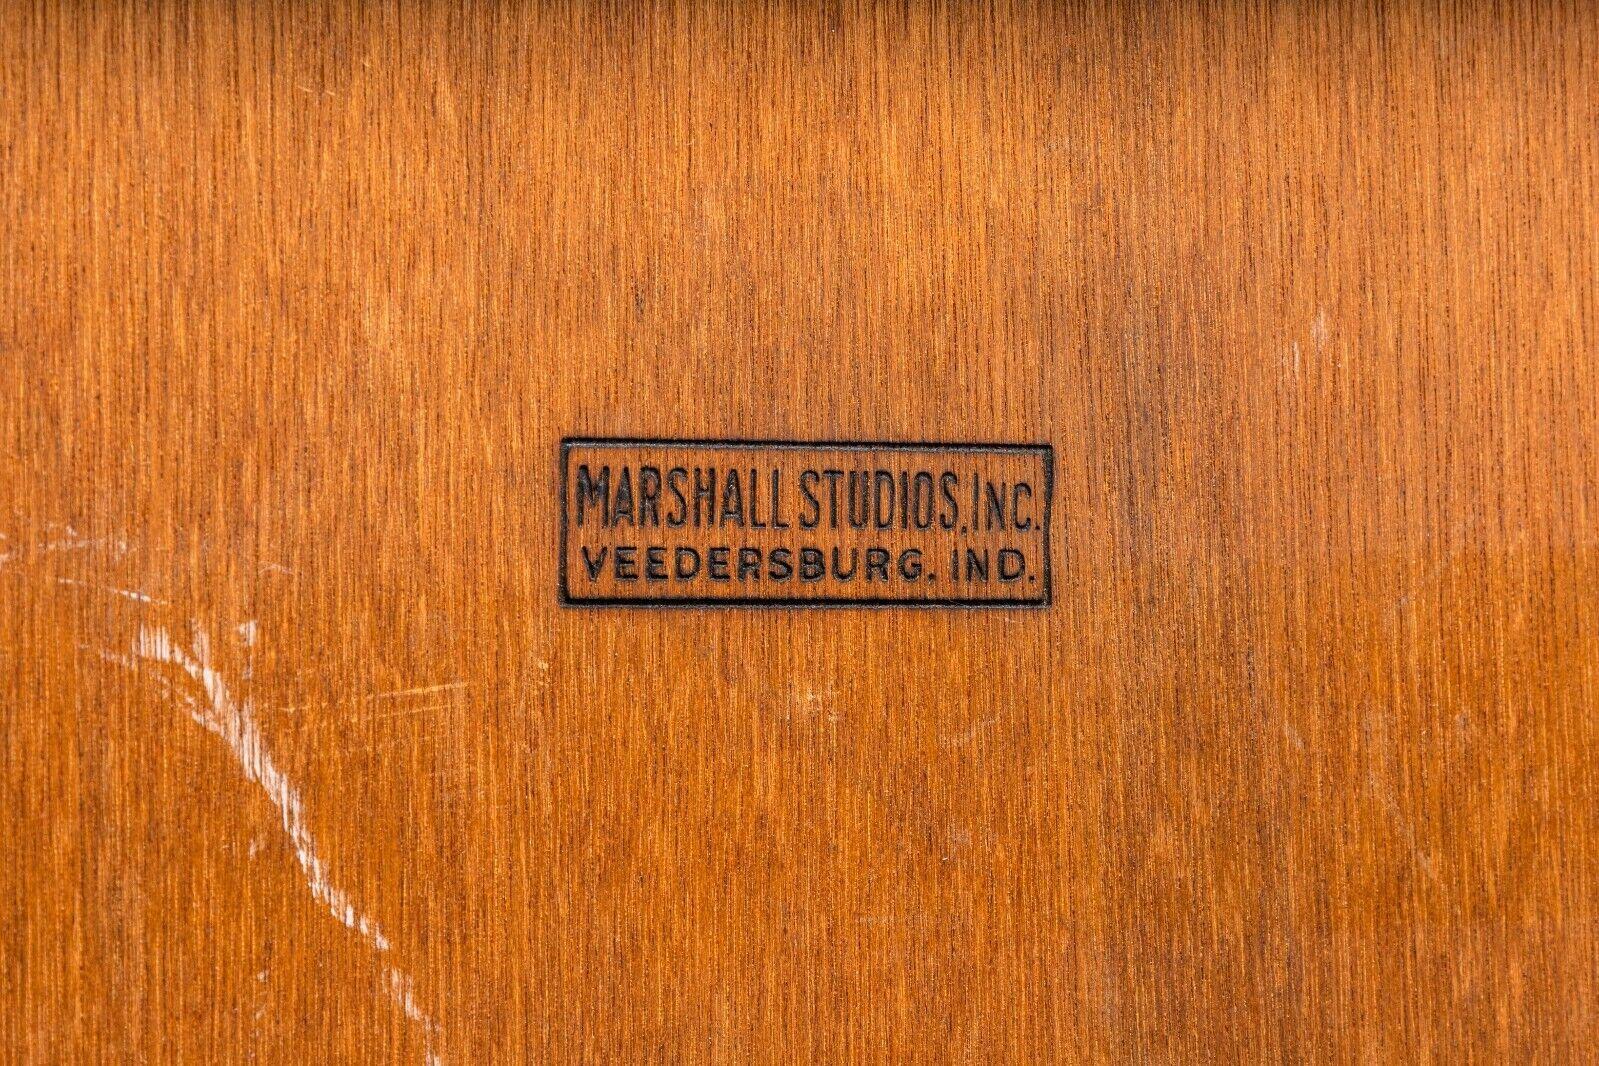 MARSHALL STUDIOS, INC.
VEEDERSBURG. IND.